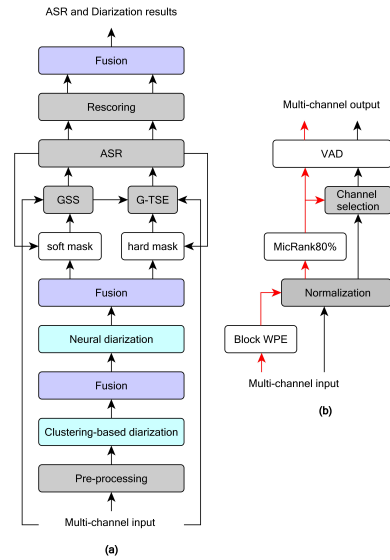 ASR and Diarization results
Fusion
Rescoring
ASR
GSS
G-TSE
soft mask
hard mask
Fusion
Neural diarization
Fusion
Clustering-based diarization
Pre-processing
Multi-channel input
(a)
Multi-channel output
VAD
Channel
selection
MicRank80%
Normalization
Block WPE
Multi-channel input
(b)